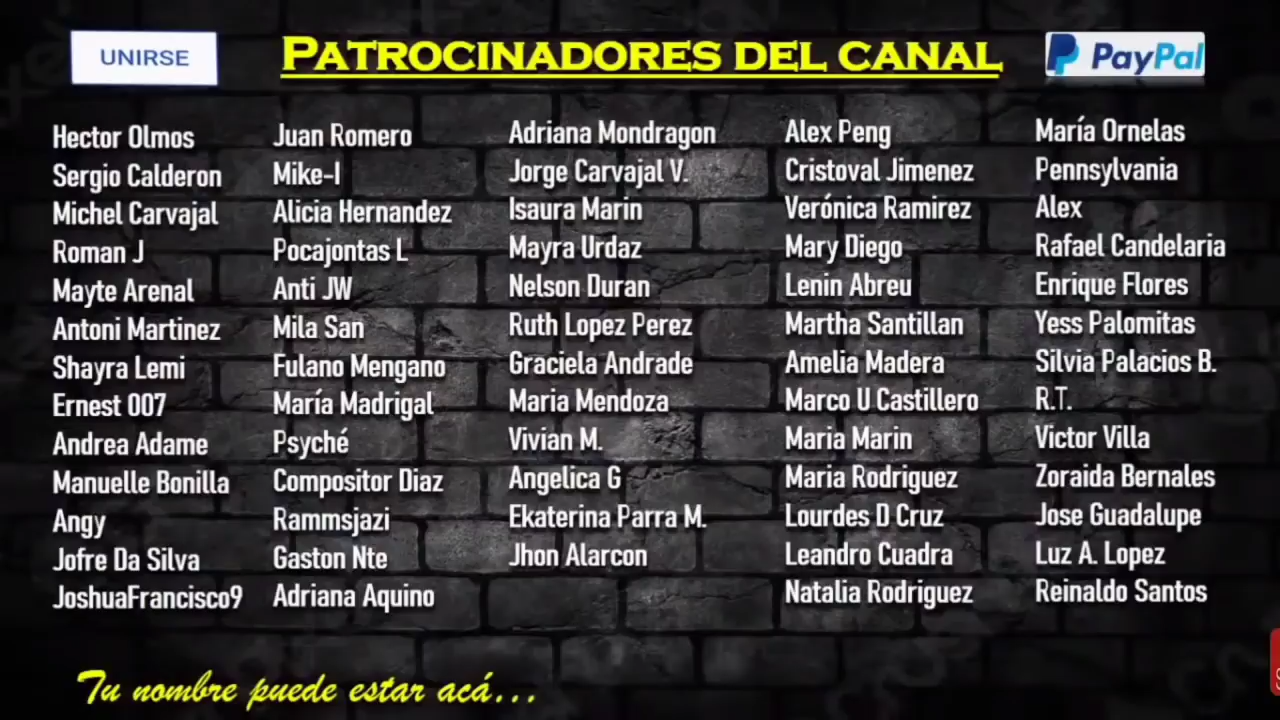 UNIRSE
PATROCINADORES DEL CANAL
PayPal
Hector Olmos
Sergio Calderon
Michel Carvajal
Roman J
Mayte Arenal
Antoni Martinez
Shayra Lemi
Ernest 007
Andrea Adame
Manuelle Bonilla
Angy
Jofre Da Silva
JoshuaFrancisco9
Juan Romero
Mike-I
Alicia Hernandez
Pocajontas L
Anti JW
Mila San
Fulano Mengano
María Madrigal
Psyché
Compositor Diaz
Rammsjazi
Gaston Nte
Adriana Aquino
Adriana Mondragon
Jorge Carvajal V.
Isaura Marin
Mayra Urdaz
Nelson Duran
Ruth Lopez Perez
Graciela Andrade
Maria Mendoza
Vivian M.
Angelica G
Ekaterina Parra M.
Jhon Alarcon
Alex Peng
Cristoval Jimenez
Verónica Ramirez
Mary Diego
Lenin Abreu
Martha Santillan
Amelia Madera
Marco U Castillero
Maria Marin
Maria Rodriguez
Lourdes D Cruz
Leandro Cuadra
Natalia Rodriguez
María Ornelas
Pennsylvania
Alex
Rafael Candelaria
Enrique Flores
Yess Palomitas
Silvia Palacios B.
R.T.
Victor Villa
Zoraida Bernales
Jose Guadalupe
Luz A. Lopez
Reinaldo Santos
Tu nombre puede estar acá...